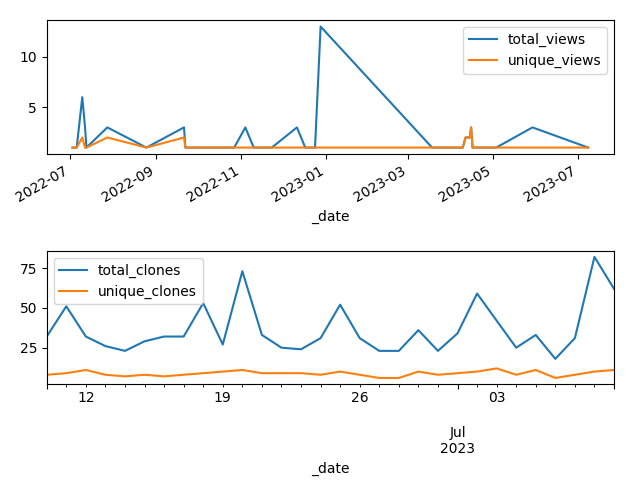 10
5
total_views
unique_views
2022-07
2022-09
2022-11
2023-01
2023-03
2023-05
2023-07
_date
75
50
25
total_clones
unique_clones
12
19
26
03
Jul
2023
_date